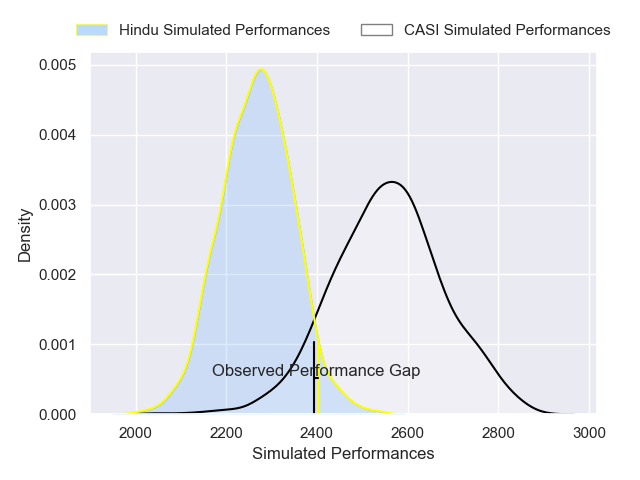 Hindu Simulated Performances CASI Simulated Performances
0.005
0.004
0.003
0.002
0.001
0.000
Density
Observed Performance Gap
2000 2200 2400 2600 2800 3000
Simulated Performances